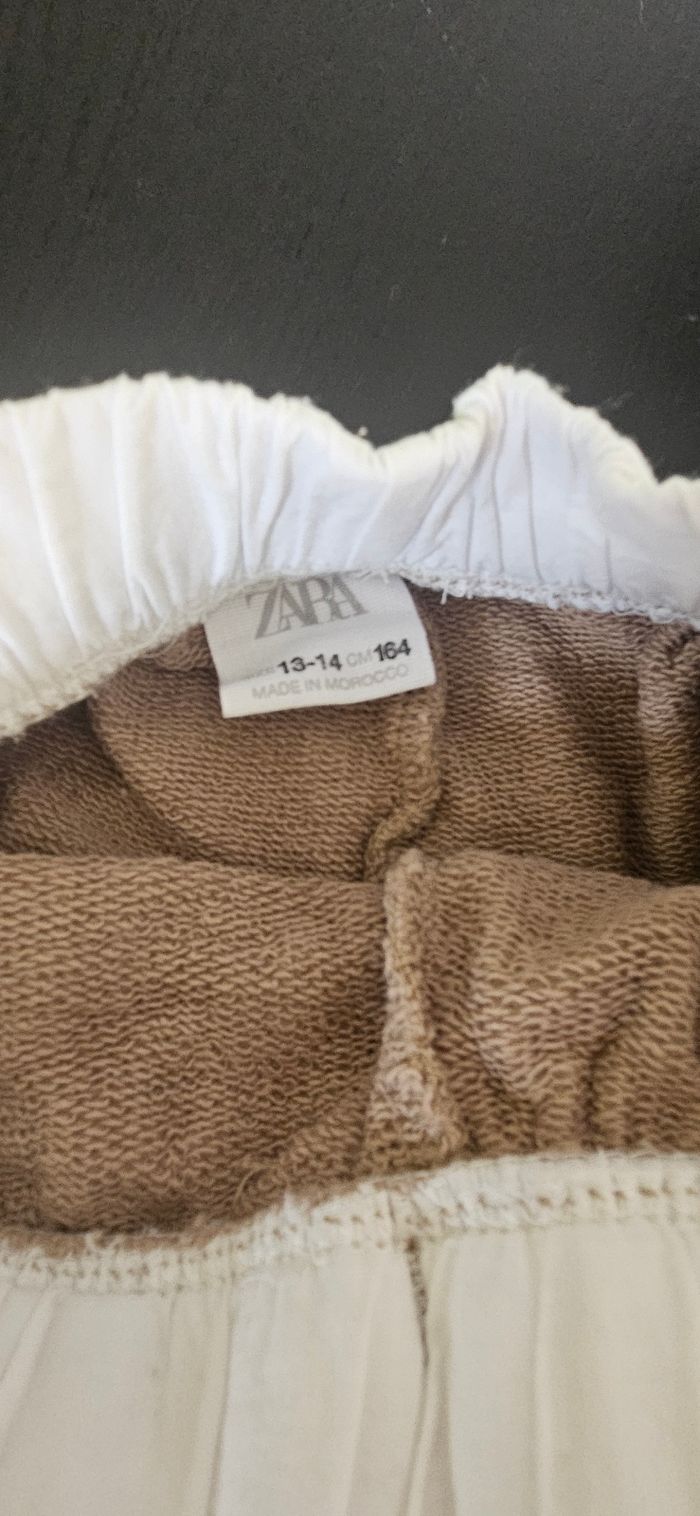 ZARA
13-14 CM 164
MADE IN MOROCCO